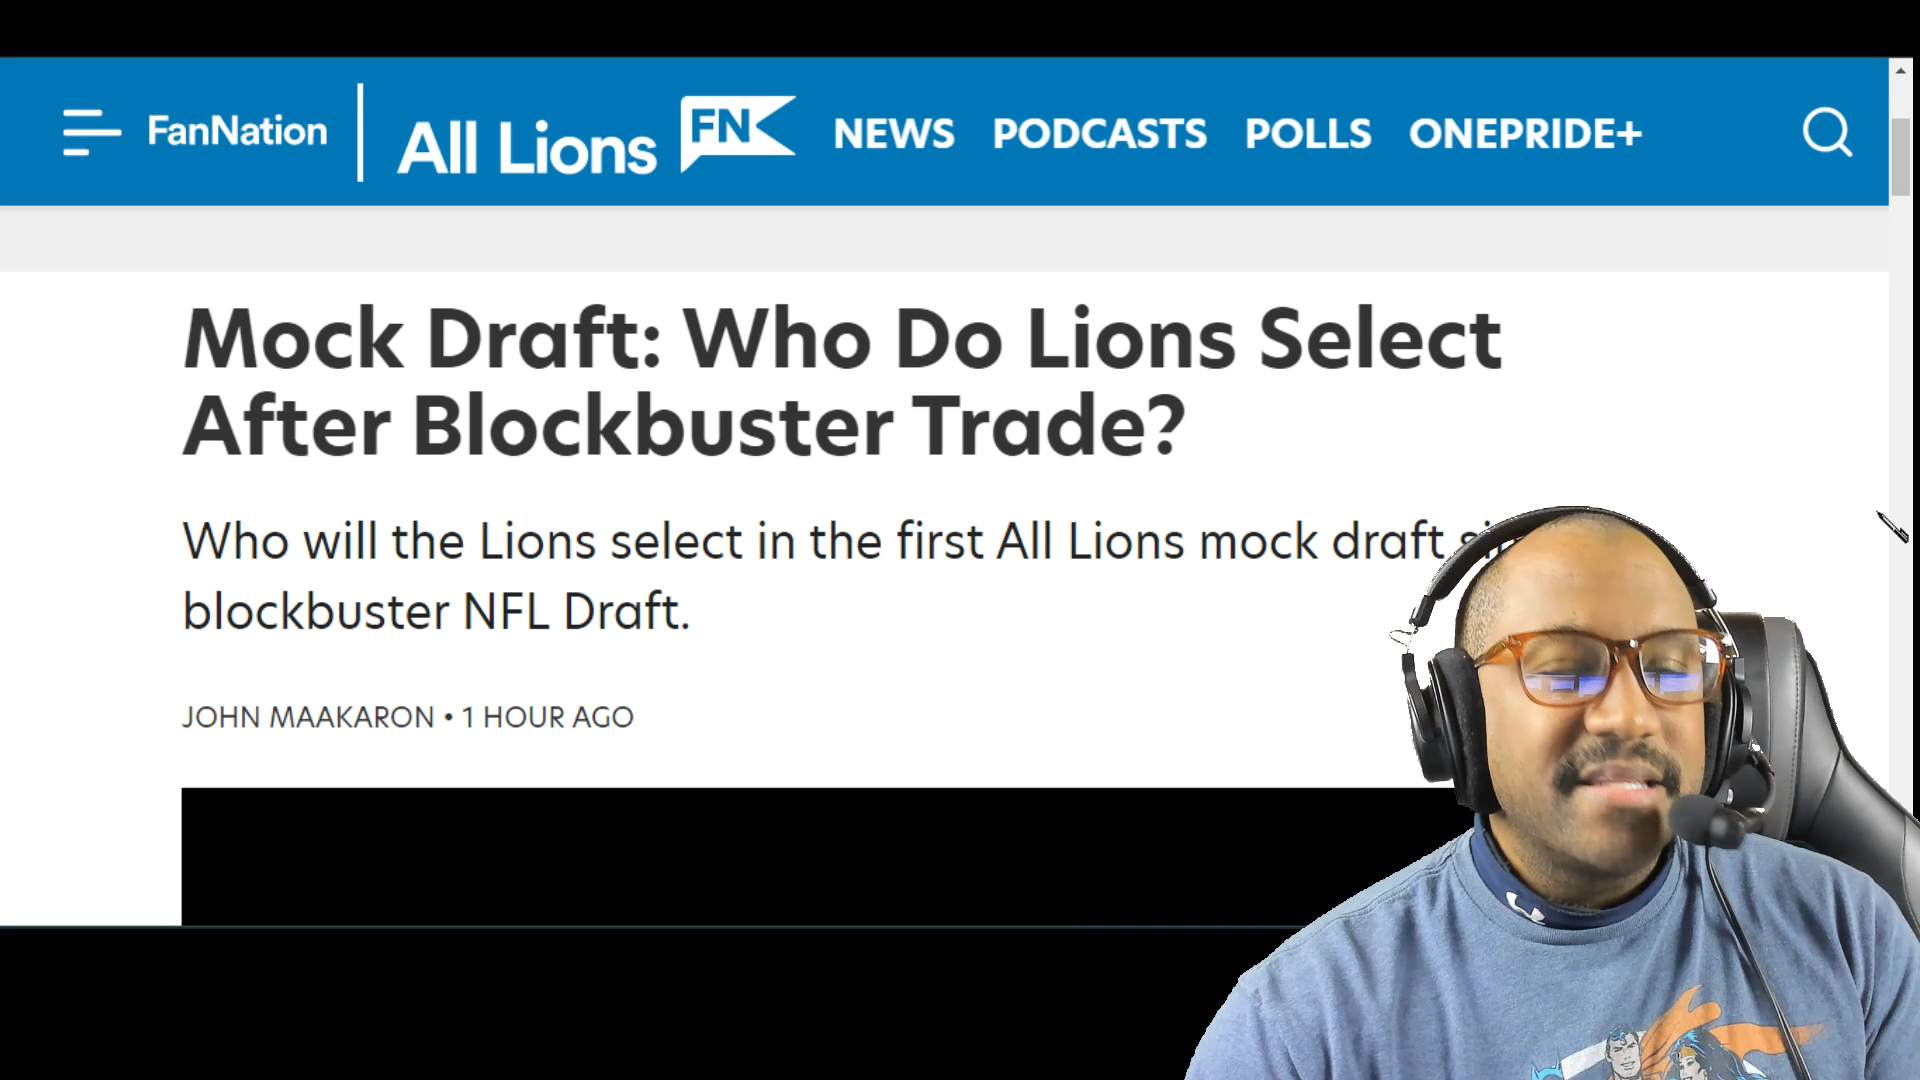 FanNation
All Lions
FN
NEWS PODCASTS POLLS ONEPRIDE+
Mock Draft: Who Do Lions Select
After Blockbuster Trade?
Who will the Lions select in the first All Lions mock draft
blockbuster NFL Draft.
JOHN MAAKARON • 1 HOUR AGO